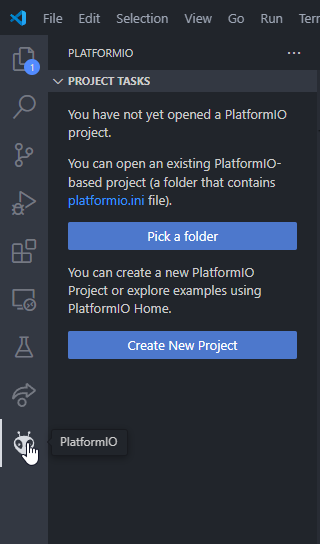 File Edit Selection View Go Run Term
PLATFORMIO
1
PROJECT TASKS
You have not yet opened a PlatformIO
project.
You can open an existing PlatformIO-
based project (a folder that contains
platformio.ini file).
Pick a folder
You can create a new PlatformIO
Project or explore examples using
PlatformIO Home.
Create New Project
PlatformIO